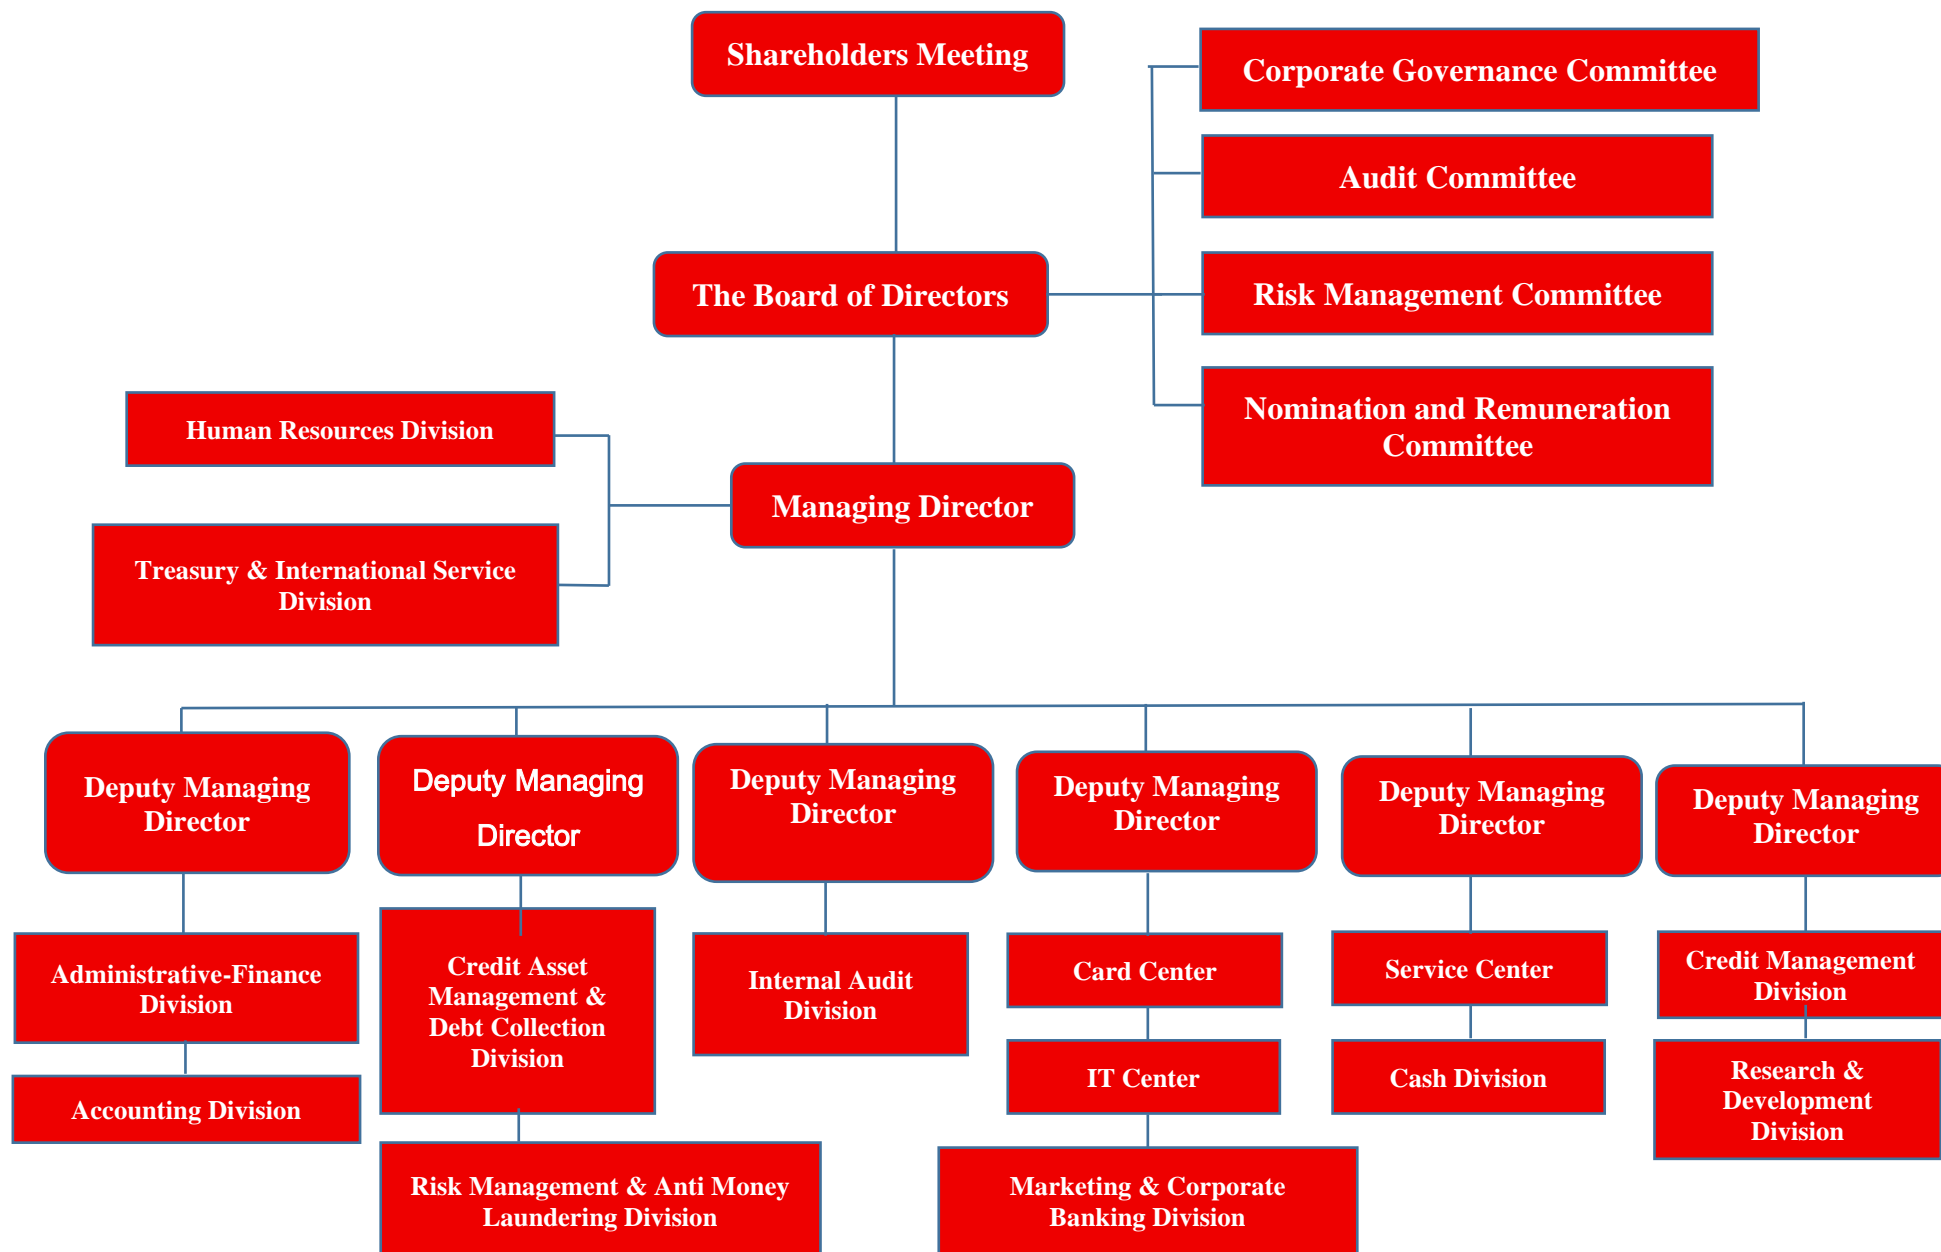 Shareholders Meeting
Corporate Governance Committee
Audit Committee
The Board of Directors
Risk Management Committee
Nomination and Remuneration
Committee
Human Resources Division
Managing Director
Treasury & International Service
Division
Deputy Managing
Director
Deputy Managing
Director
Deputy Managing
Director
Deputy Managing
Director
Deputy Managing
Director
Deputy Managing
Director
Administrative-Finance
Division
Credit Asset
Management &
Debt Collection
Division
Internal Audit
Division
Card Center
Service Center
Credit Management
Division
Accounting Division
IT Center
Cash Division
Research &
Development
Division
Risk Management & Anti Money
Laundering Division
Marketing & Corporate
Banking Division